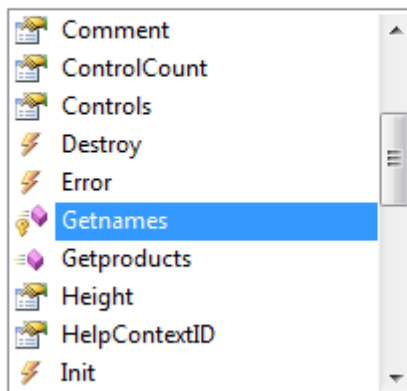 Comment
ControlCount
Controls
Destroy
Error
Getnames
Getproducts
Height
HelpContextID
Init